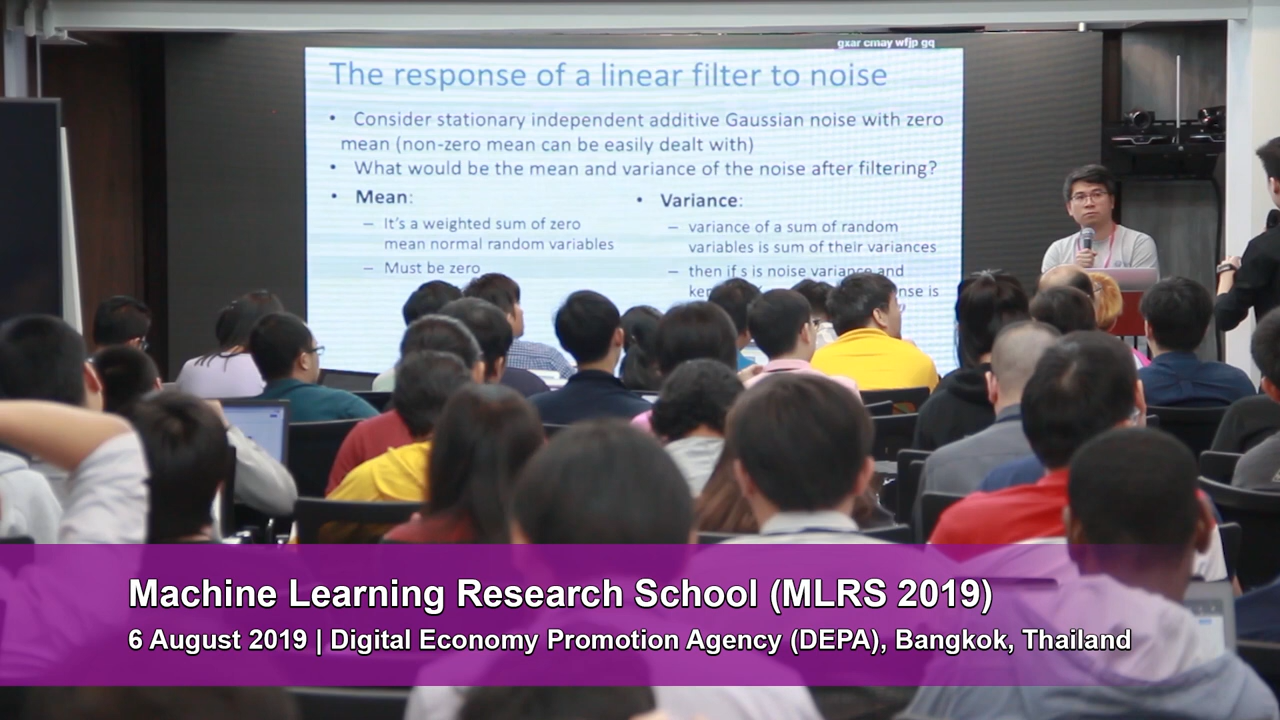 gxar cmay wfjp gq
The response of a linear filter to noise
• Consider stationary independent additive Gaussian noise with zero
mean (non-zero mean can be easily dealt with)
• What would be the mean and variance of the noise after filtering?
• Mean:
– It's a weighted sum of zero
mean normal random variables
– Must be zero
• Variance:
– variance of a sum of random
variables is sum of their variances
– then if s is noise variance and
is
Machine Learning Research School (MLRS 2019)
6 August 2019 | Digital Economy Promotion Agency (DEPA), Bangkok, Thailand